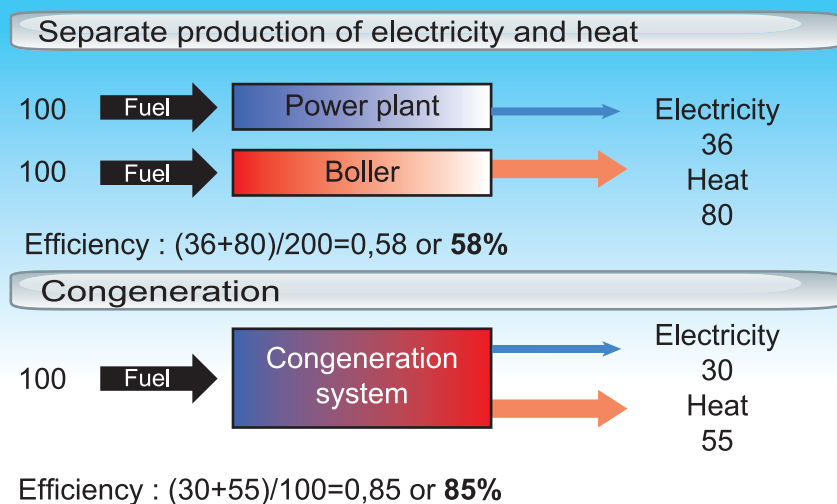 Separate production of electricity and heat
100 Fuel Power plant Electricity
36
100 Fuel Boller Heat
80
Efficiency : (36+80)/200=0,58 or 58%
Congeneration
Electricity
30
100 Fuel Congeneration system
Heat
55
Efficiency : (30+55)/100=0,85 or 85%